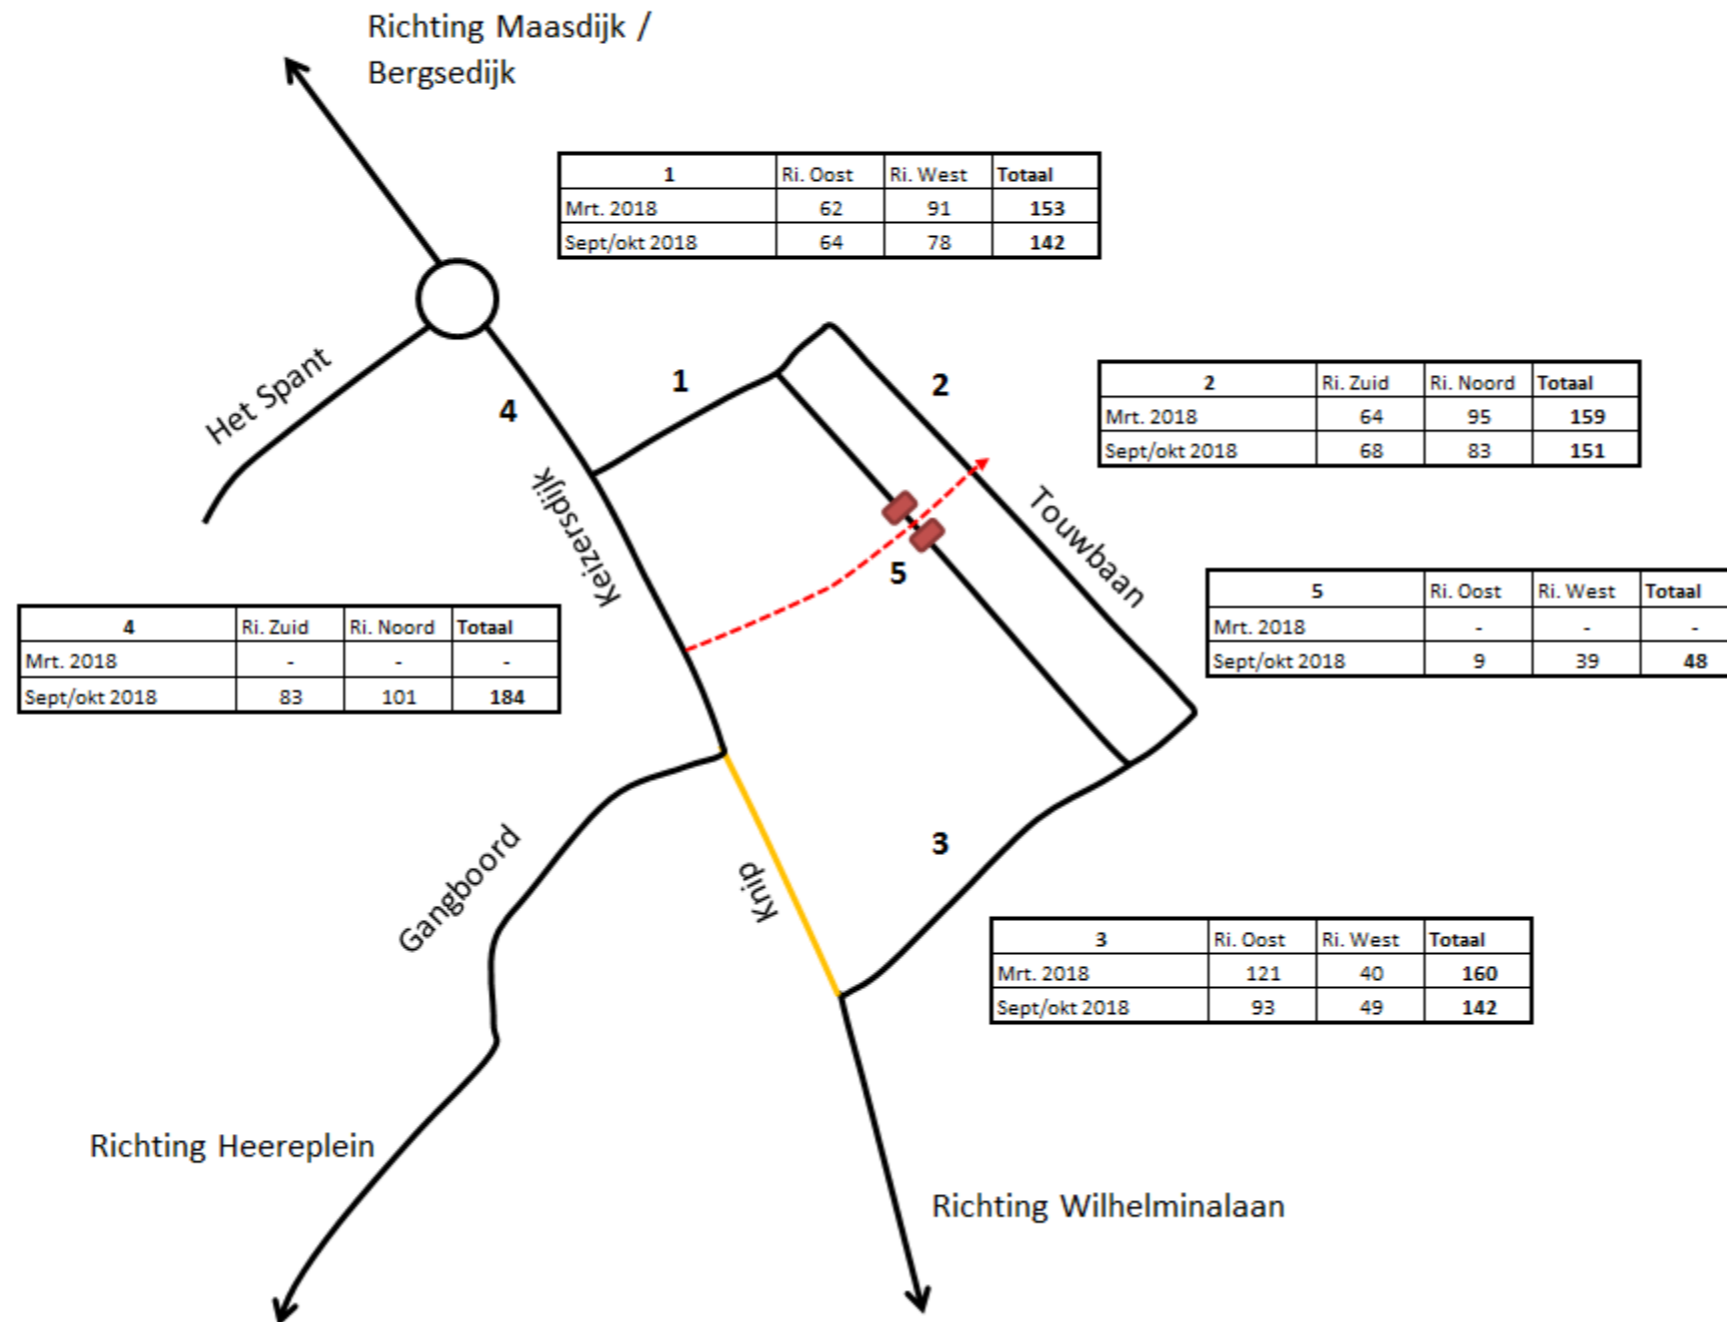 Richting Maasdijk /
Bergsedijk
1 Ri. Oost Ri. West Totaal
Mrt. 2018 62 91 153
Sept/okt 2018 64 78 142
Het Spant
4
1
2
2 Ri. Zuid Ri. Noord Totaal
Mrt. 2018 64 95 159
Sept/okt 2018 68 83 151
Keizersdijk
Touwbaan
5
5 Ri. Oost Ri. West Totaal
Mrt. 2018 - - -
Sept/okt 2018 9 39 48
4 Ri. Zuid Ri. Noord Totaal
Mrt. 2018 - - -
Sept/okt 2018 83 101 184
Gangboord
Knip
3
3 Ri. Oost Ri. West Totaal
Mrt. 2018 121 40 160
Sept/okt 2018 93 49 142
Richting Heereplein
Richting Wilhelminalaan